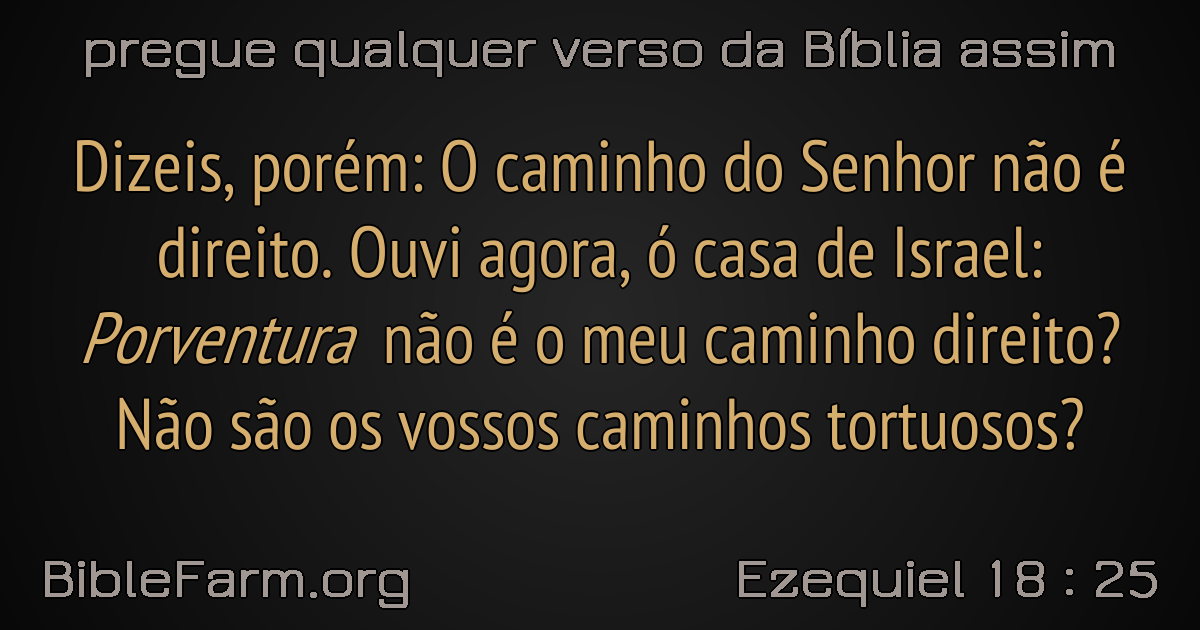 pregue qualquer verso da Bíblia assim
Dizeis, porém: O caminho do Senhor não é
direito. Ouvi agora, ó casa de Israel:
Porventura não é o meu caminho direito?
Não são os vossos caminhos tortuosos?
BibleFarm.org
Ezequiel 18 : 25